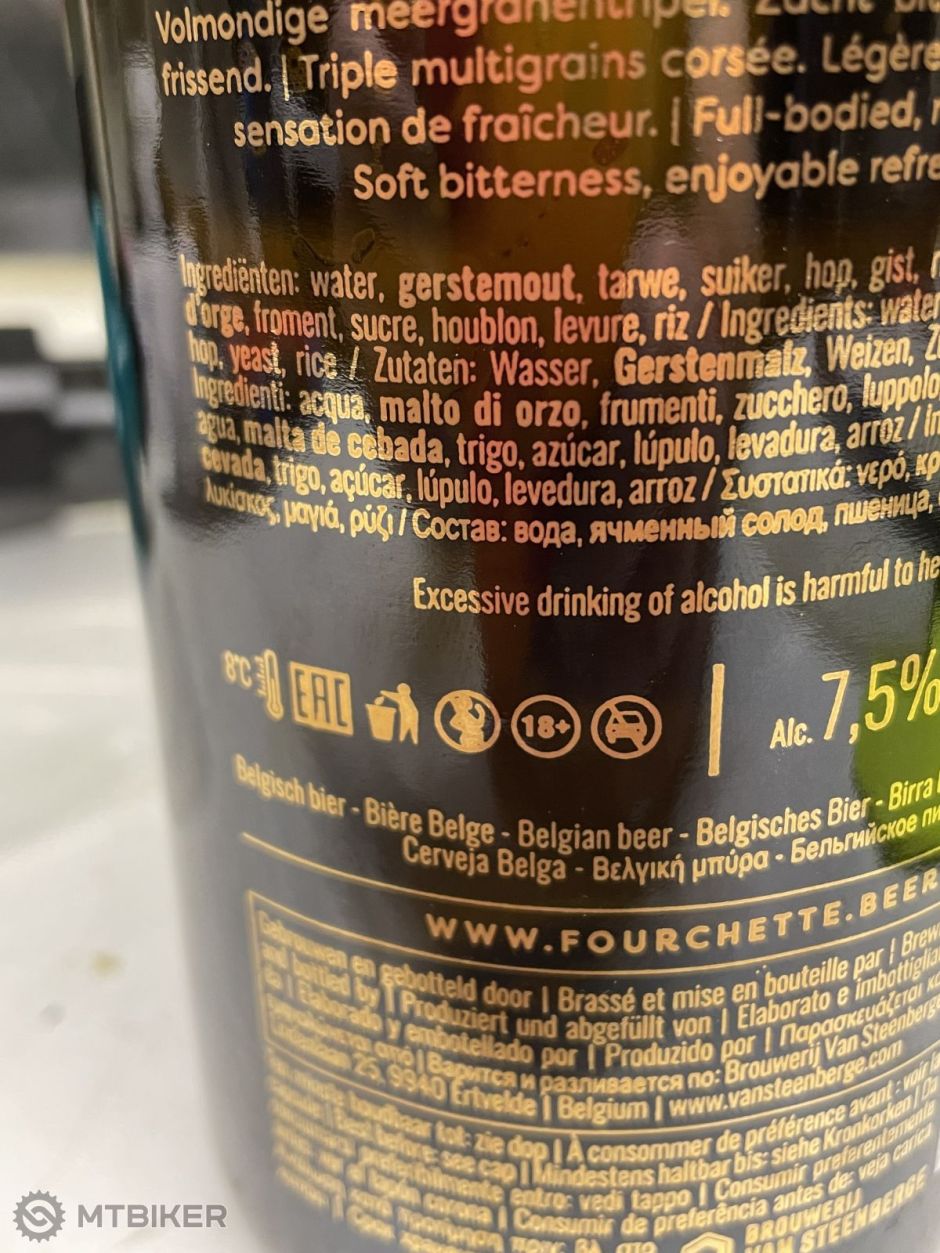 Volmondige meergranentripel. Zacht
frissend. | Triple multigrains corsée. Légère
sensation de fraîcheur. | Full-bodied,
Soft bitterness, enjoyable
Ingrediënten: water, gerstemout, tarwe, suiker, hop, gist,
d'orge, froment, sucre, houblon, levure, riz / Ingredients: water
hop, yeast, rice / Zutaten: Wasser, Gerstenmalz, Weizen,
Ingredienti: acqua, malto di orzo, frumenti, zucchero, luppolo
agua, malta de cebada, trigo, azúcar, lúpulo, levadura, arroz /
cevada, trigo, açúcar, lúpulo, levedura, arroz / Συστατικά: νερό,
λυκίσκος, μαγιά, ρύζι / Состав: вода, ячменный солод, пшеница,
Excessive drinking of alcohol is harmful to
8°C EAC 18+ Alc. 7,5%
Belgisch bier - Bière Belge - Belgian beer - Belgisches Bier - Birra
Cerveja Belga - Βελγική μπύρα - Бельгийское
WWW.FOURCHETTE.BEER
Gebrouwen en gebotteld door | Brassé et mise en bouteille par |
and bottled by | Produziert und abgefüllt von | Elaborato e
| Elaborado y embotellado por | Produzido por | Παρασκευάζεται
από | Варится и разливается по: Brouwerij Van Steenberge
25, 9940 Ertvelde | Belgium | www.vansteenberge.com
houdbaar tot: zie dop | À consommer de préférence avant : voir
| Best before: see cap | Mindestens haltbar bis: siehe Kronkorken |
entro: vedi tappo | Consumir preferentemente
| Consumir de preferência antes de: veja carica
BROUWERIJ
VAN STEENBERGE
MTBIKER